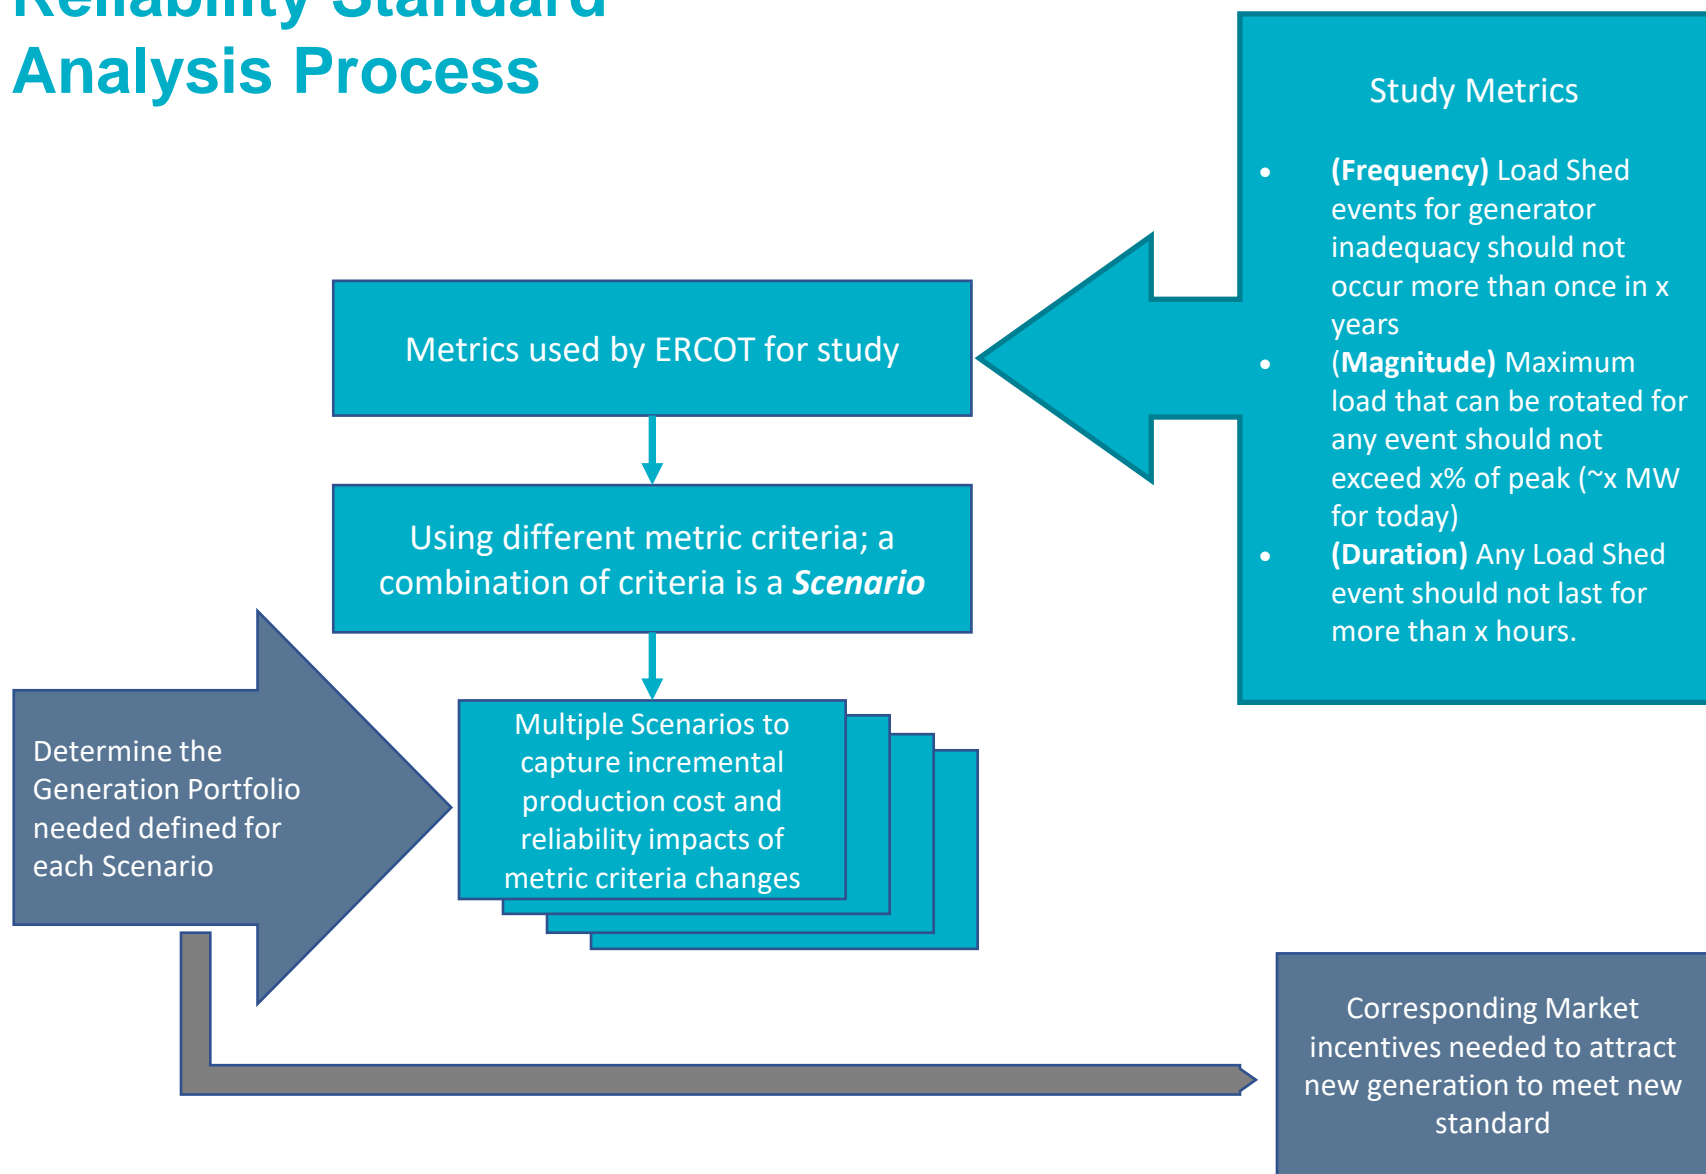 Reliability Standard
Analysis Process
Study Metrics
• (Frequency) Load Shed
events for generator
inadequacy should not
occur more than once in x
years
• (Magnitude) Maximum
load that can be rotated for
any event should not
exceed x% of peak (~x MW
for today)
• (Duration) Any Load Shed
event should not last for
more than x hours.
Metrics used by ERCOT for study
Using different metric criteria; a
combination of criteria is a Scenario
Multiple Scenarios to
capture incremental
production cost and
reliability impacts of
metric criteria changes
Determine the
Generation Portfolio
needed defined for
each Scenario
Corresponding Market
incentives needed to attract
new generation to meet new
standard